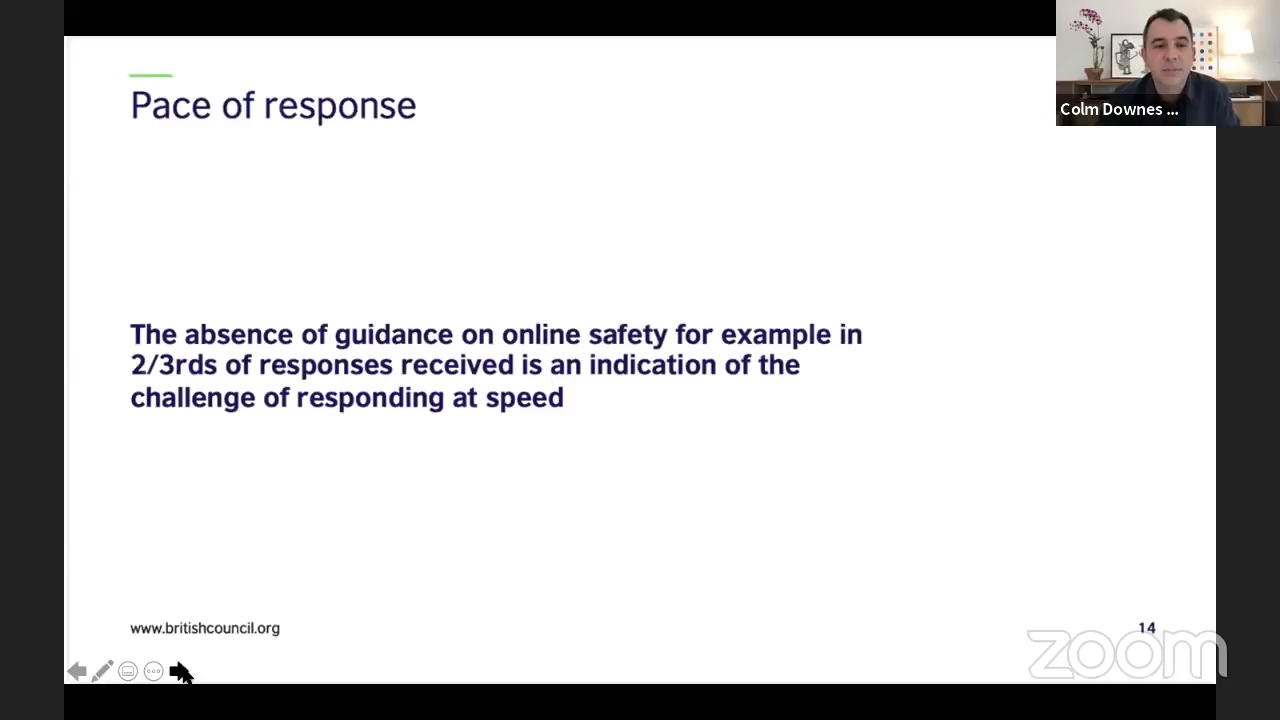 Pace of response
Colm Downes ...
The absence of guidance on online safety for example in
2/3rds of responses received is an indication of the
challenge of responding at speed
www.britishcouncil.org
14
zoom